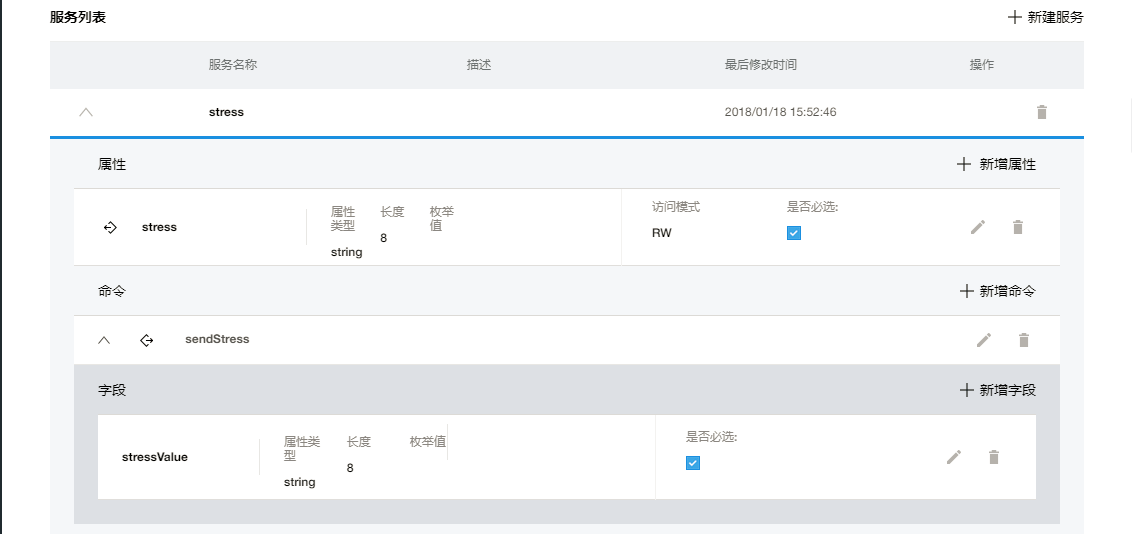 服务列表
新建服务
服务名称 描述 最后修改时间 操作
stress 2018/01/18 15:52:46
属性 新增属性
stress
属性
类型
string
长度
8
枚举
值
访问模式
RW
是否必选:
命令 新增命令
sendStress
字段 新增字段
stressValue
属性类
型
string
长度
8
枚举值
是否必选: